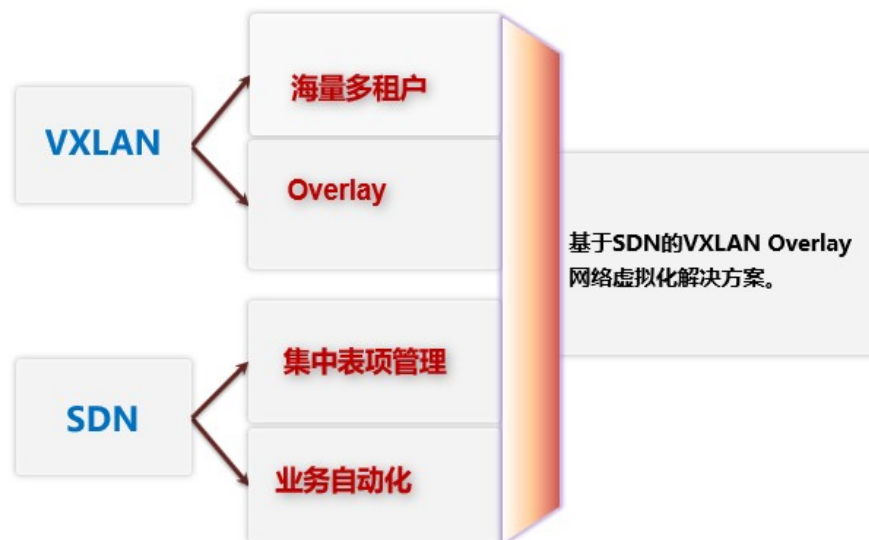 VXLAN
海量多租户
Overlay
SDN
集中表项管理
业务自动化
基于SDN的VXLAN Overlay
网络虚拟化解决方案。